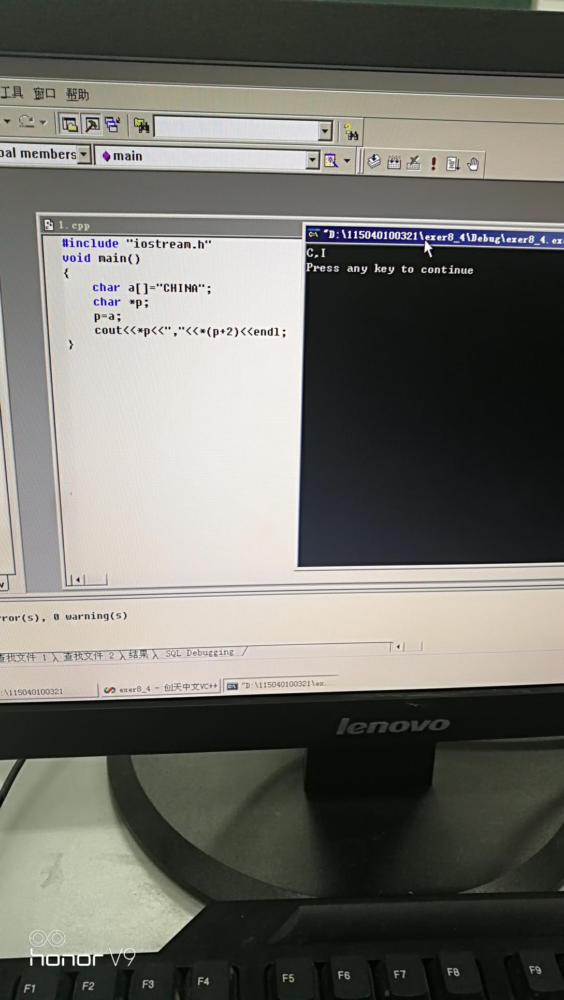 工具 窗口 帮助
bal members
main
1.cpp
#include "iostream.h"
void main()
{
char a[]="CHINA";
char *p;
p=a;
cout<<*p<<","<<*(p+2)<<endl;
}
"D:\115040100321\exer8_4\Debug\exer8_4.ex
C,I
Press any key to continue
rror(s), 0 warning(s)
查找文件 1 查找文件 2 结果 SQL Debugging
:\115040100321
exer8_4 - 创天中文VC++
"D:\115040100321\ex...
lenovo
honor V9
F1 F2 F3 F4 F5 F6 F7 F8 F9